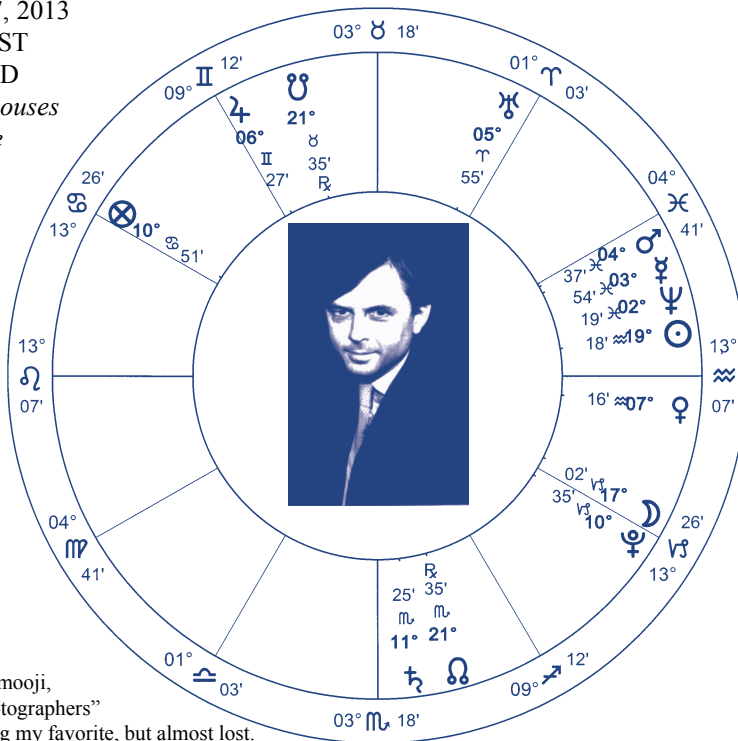 , 2013
ST
D
ouses
03° ♉ 18'
09° ♊ 12'
01° ♈ 03'
26' ♋ 13°
04° ♓ 41'
13° ♌ 07'
13° ♒ 07'
04° ♍ 41'
26' ♑ 13°
01° ♎ 03'
09° ♐ 12'
03° ♏ 18'
♃ 06° ♊ 27'
☋ 21° ♉ 35' ℞
♅ 05° ♈ 55'
⊗ 10° ♋ 51'
37' ♓ 04° ♂
54' ♓ 03° ☿
19' ♓ 02° ♆
18' ♒ 19° ☉
16' ♒ 07° ♀
02' ♑ 17° ☽
35' ♑ 10° ♇
25' ♏ 11° ♄
℞ 35' ♏ 21° ☊
mooji,
tographers”
g my favorite, but almost lost.